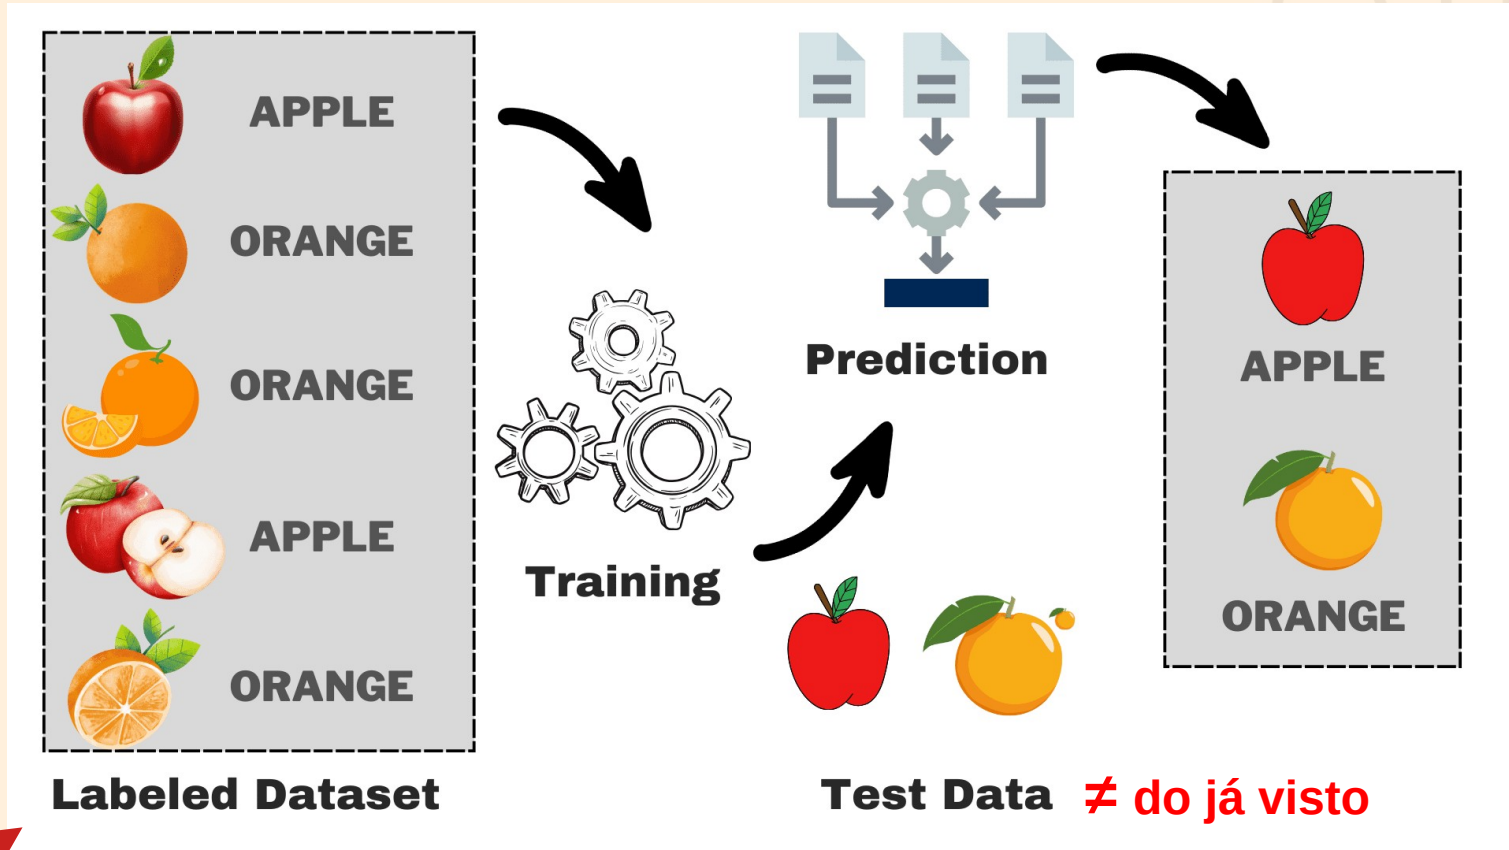 APPLE
ORANGE
ORANGE
APPLE
ORANGE
Labeled Dataset
Training
Prediction
Test Data ≠ do já visto
APPLE
ORANGE